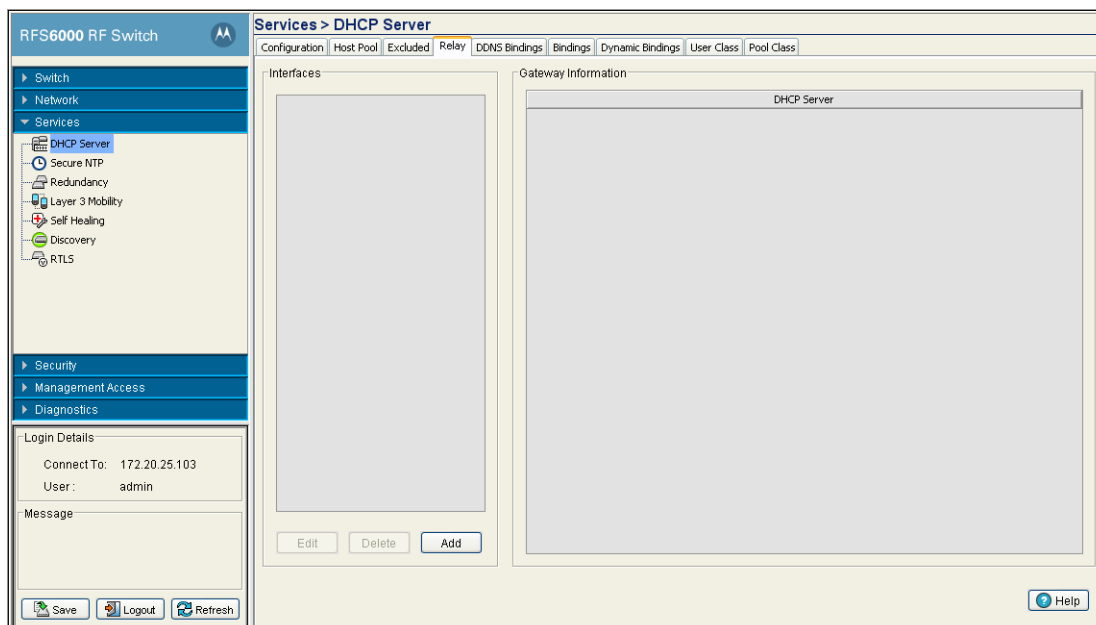 RFS6000 RF Switch
Switch
Network
Services
DHCP Server
Secure NTP
Redundancy
Layer 3 Mobility
Self Healing
Discovery
RTLS
Security
Management Access
Diagnostics
Login Details
Connect To: 172.20.25.103
User : admin
Message
Save Logout Refresh
Services > DHCP Server
Configuration Host Pool Excluded Relay DDNS Bindings Bindings Dynamic Bindings User Class Pool Class
Interfaces
Edit Delete Add
Gateway Information
DHCP Server
Help